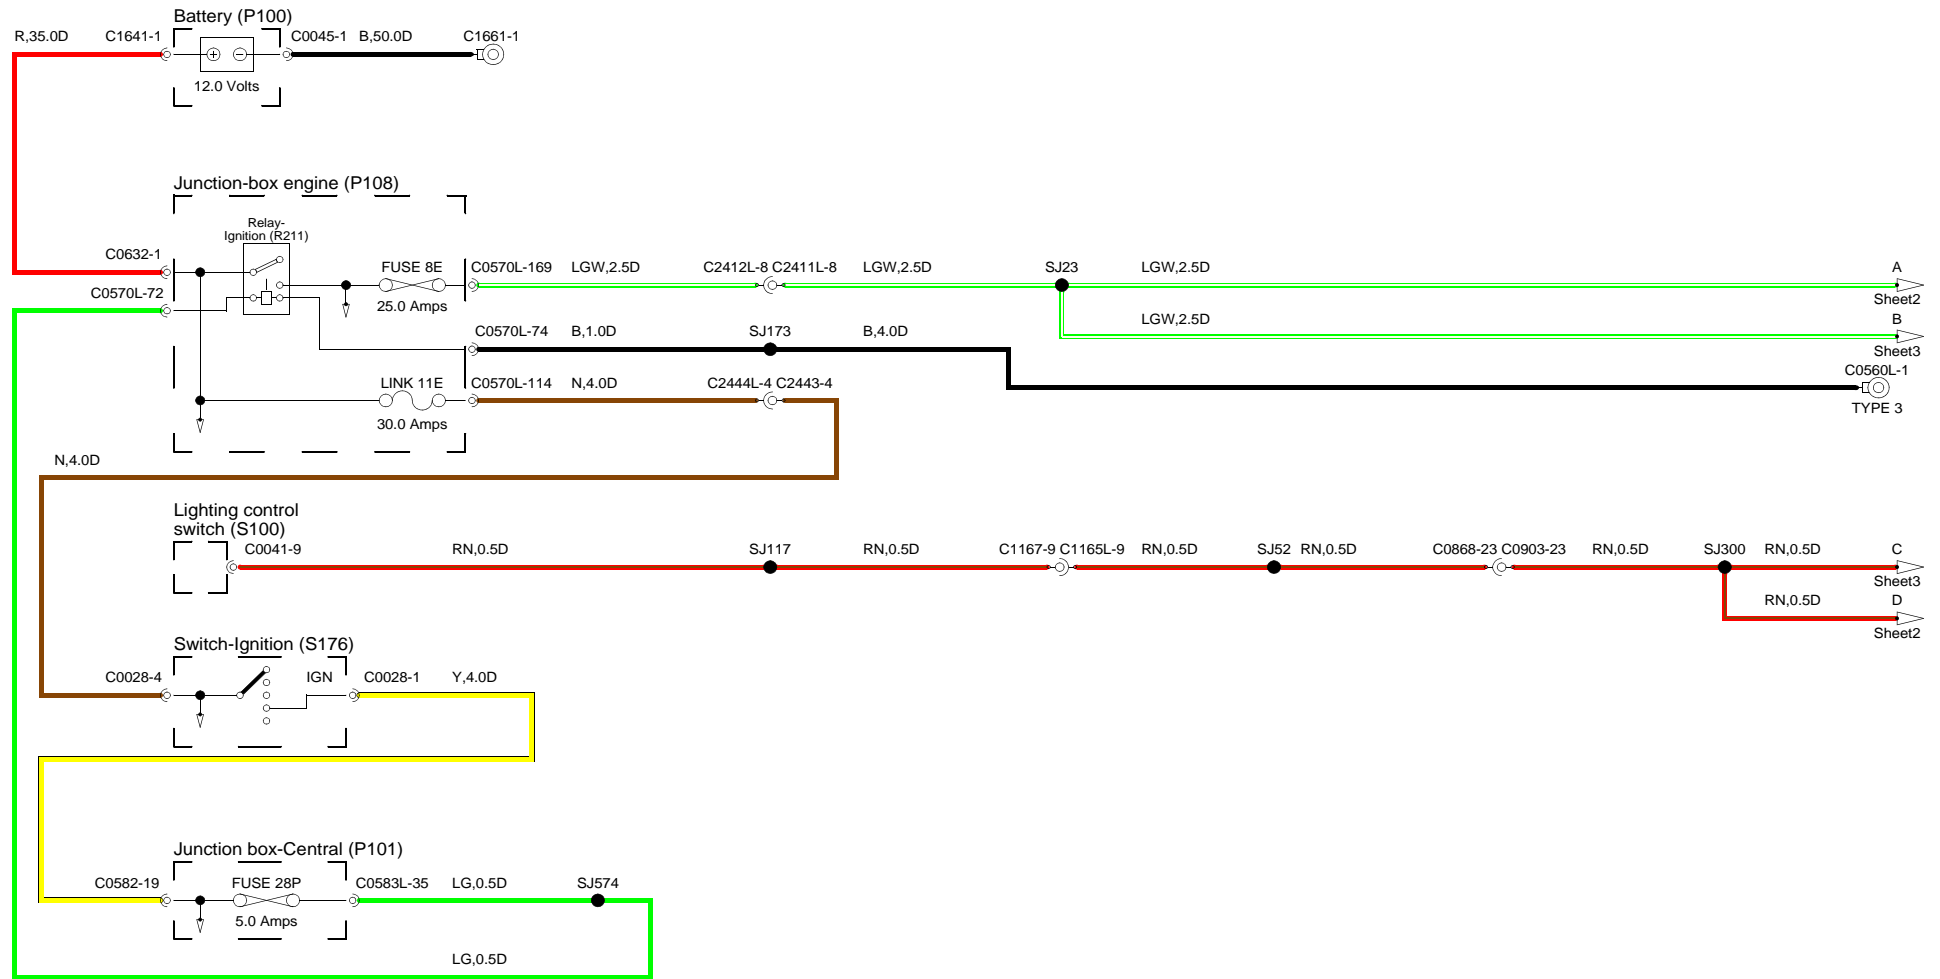 Battery (P100)
R,35.0D
C1641-1
C0045-1
B,50.0D
C1661-1
12.0 Volts
Junction-box engine (P108)
Relay-
Ignition (R211)
C0632-1
C0570L-72
FUSE 8E
25.0 Amps
C0570L-169
LGW,2.5D
C2412L-8
C2411L-8
LGW,2.5D
SJ23
LGW,2.5D
A
Sheet2
LGW,2.5D
B
Sheet3
C0570L-74
B,1.0D
SJ173
B,4.0D
C0560L-1
TYPE 3
LINK 11E
30.0 Amps
C0570L-114
N,4.0D
C2444L-4
C2443-4
N,4.0D
Lighting control
switch (S100)
C0041-9
RN,0.5D
SJ117
RN,0.5D
C1167-9
C1165L-9
RN,0.5D
SJ52
RN,0.5D
C0868-23
C0903-23
RN,0.5D
SJ300
RN,0.5D
C
Sheet3
RN,0.5D
D
Sheet2
Switch-Ignition (S176)
C0028-4
IGN
C0028-1
Y,4.0D
Junction box-Central (P101)
C0582-19
FUSE 28P
5.0 Amps
C0583L-35
LG,0.5D
SJ574
LG,0.5D